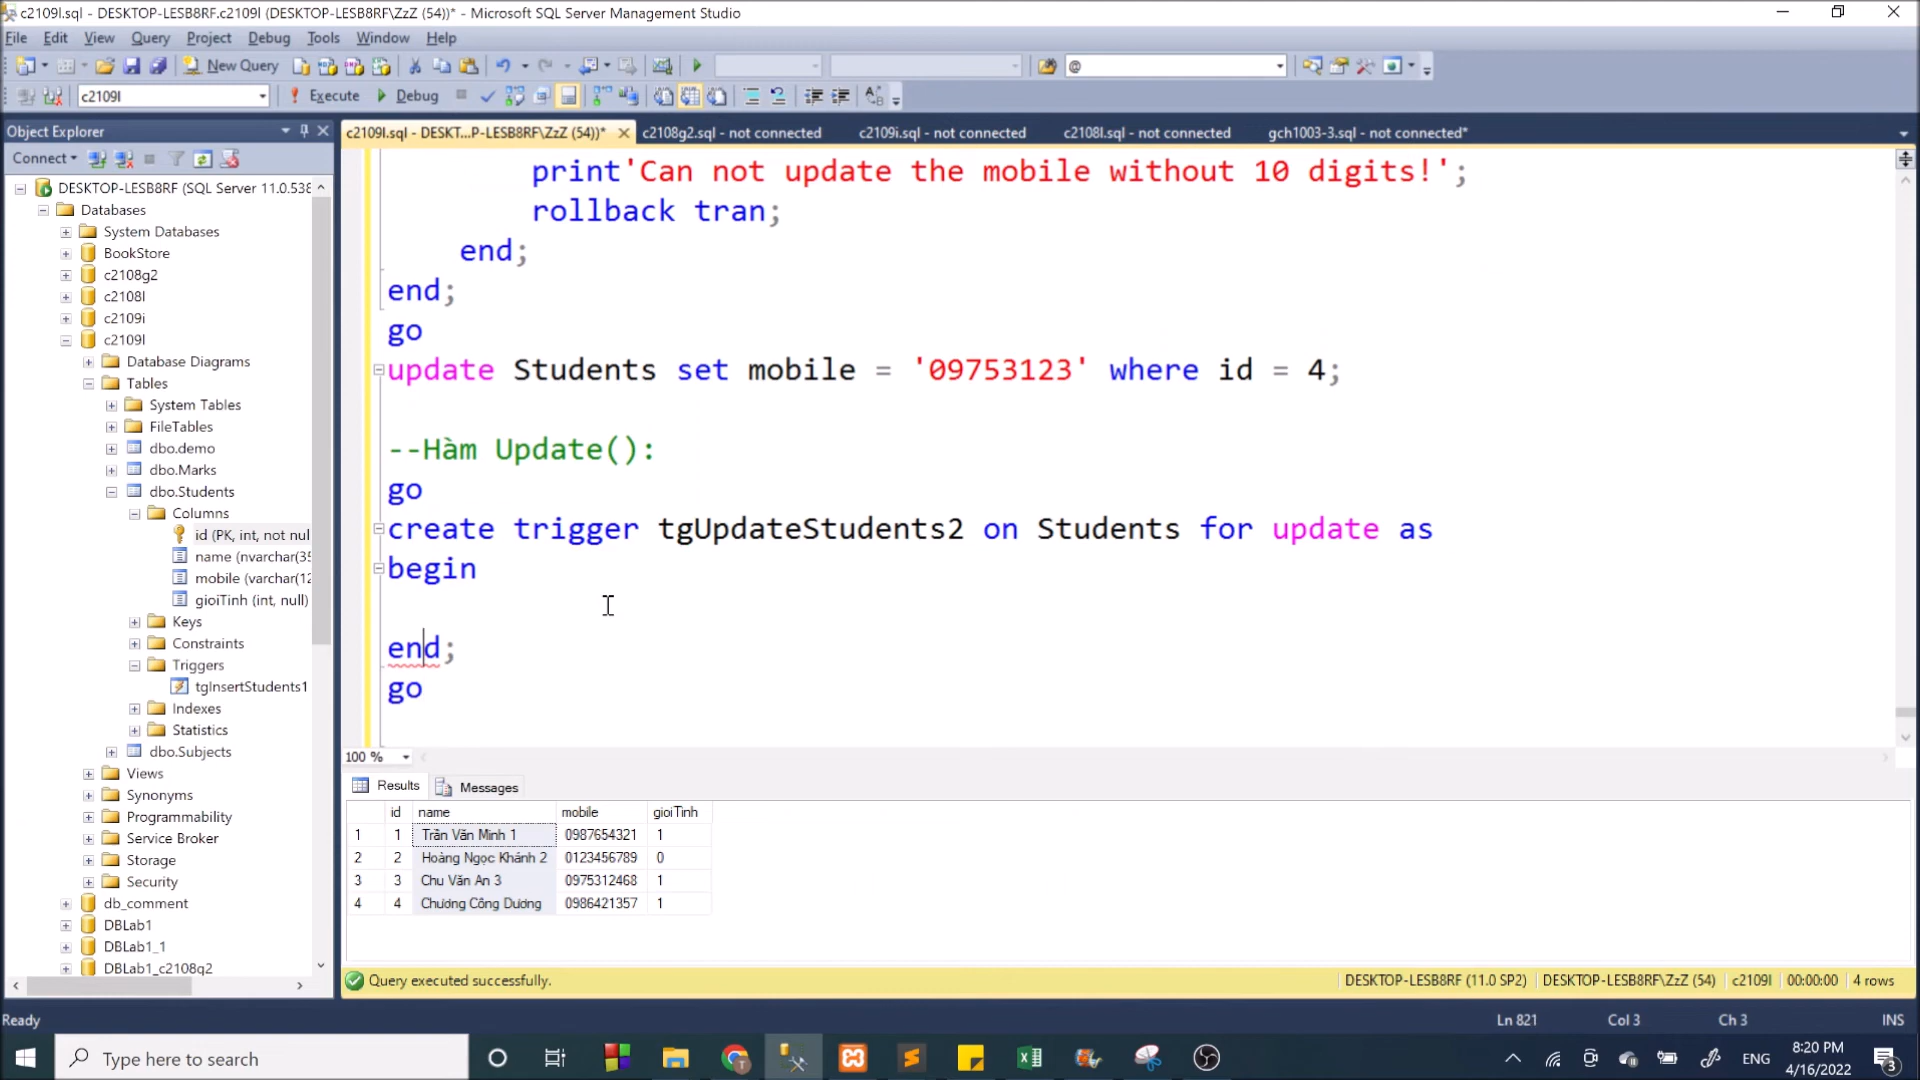 c2109l.sql - DESKTOP-LESB8RF.c2109l (DESKTOP-LESB8RF\ZzZ (54))* - Microsoft SQL Server Management Studio
File Edit View Query Project Debug Tools Window Help
New Query @
c2109l Execute Debug
Object Explorer
Connect
DESKTOP-LESB8RF (SQL Server 11.0.538
Databases
System Databases
BookStore
c2108g2
c2108l
c2109i
c2109l
Database Diagrams
Tables
System Tables
FileTables
dbo.demo
dbo.Marks
dbo.Students
Columns
id (PK, int, not nul
name (nvarchar(35
mobile (varchar(12
gioiTinh (int, null)
Keys
Constraints
Triggers
tgInsertStudents1
Indexes
Statistics
dbo.Subjects
Views
Synonyms
Programmability
Service Broker
Storage
Security
db_comment
DBLab1
DBLab1_1
DBLab1_c2108g2
c2109l.sql - DESKT...P-LESB8RF\ZzZ (54))* c2108g2.sql - not connected c2109i.sql - not connected c2108l.sql - not connected gch1003-3.sql - not connected*
print'Can not update the mobile without 10 digits!';
rollback tran;
end;
end;
go
update Students set mobile = '09753123' where id = 4;
--Hàm Update():
go
create trigger tgUpdateStudents2 on Students for update as
begin
end;
go
100 %
Results Messages
id name mobile gioiTinh
1 1 Trần Văn Minh 1 0987654321 1
2 2 Hoàng Ngọc Khánh 2 0123456789 0
3 3 Chu Văn An 3 0975312468 1
4 4 Chương Công Dương 0986421357 1
Query executed successfully. DESKTOP-LESB8RF (11.0 SP2) DESKTOP-LESB8RF\ZzZ (54) c2109l 00:00:00 4 rows
Ready Ln 821 Col 3 Ch 3 INS
Type here to search ENG 8:20 PM 4/16/2022 3